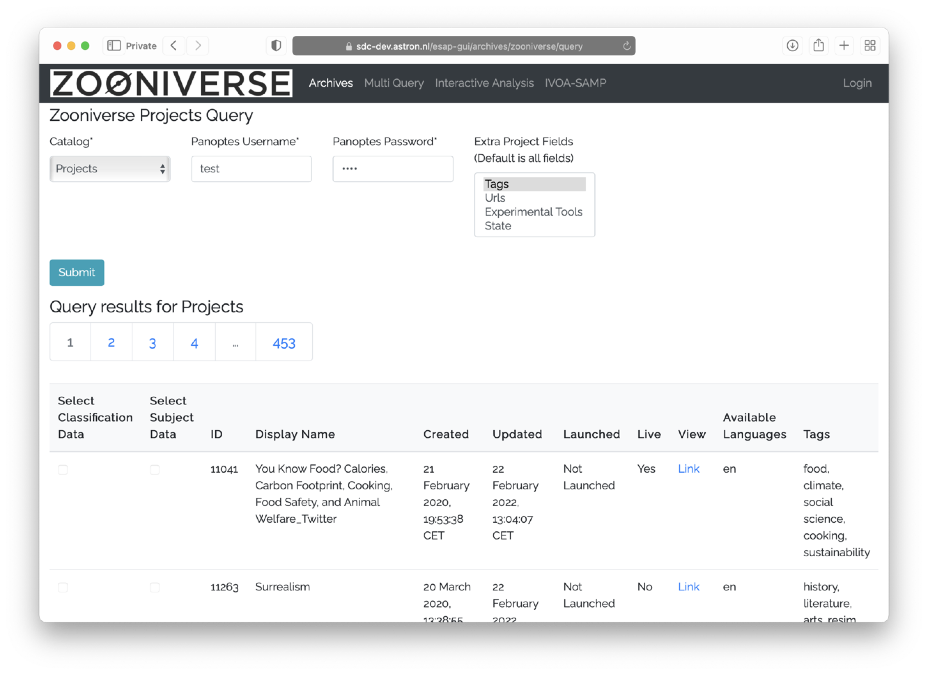 Private
sdc-dev.astron.nl/esap-gui/archives/zooniverse/query
ZOONIVERSE Archives Multi Query Interactive Analysis IVOA-SAMP Login
Zooniverse Projects Query
Catalog* Panoptes Username* Panoptes Password* Extra Project Fields
(Default is all fields)
Projects test ••••
Tags
Urls
Experimental Tools
State
Submit
Query results for Projects
1 2 3 4 ... 453
Select
Classification
Data
Select
Subject
Data
ID
Display Name
Created
Updated
Launched
Live
View
Available
Languages
Tags
11041
You Know Food? Calories,
Carbon Footprint, Cooking,
Food Safety, and Animal
Welfare_Twitter
21
February
2020,
19:53:38
CET
22
February
2022,
13:04:07
CET
Not
Launched
Yes
Link
en
food,
climate,
social
science,
cooking,
sustainability
11263
Surrealism
20 March
2020,
13:38:55
22
February
2022
Not
Launched
No
Link
en
history,
literature,
arts, resim